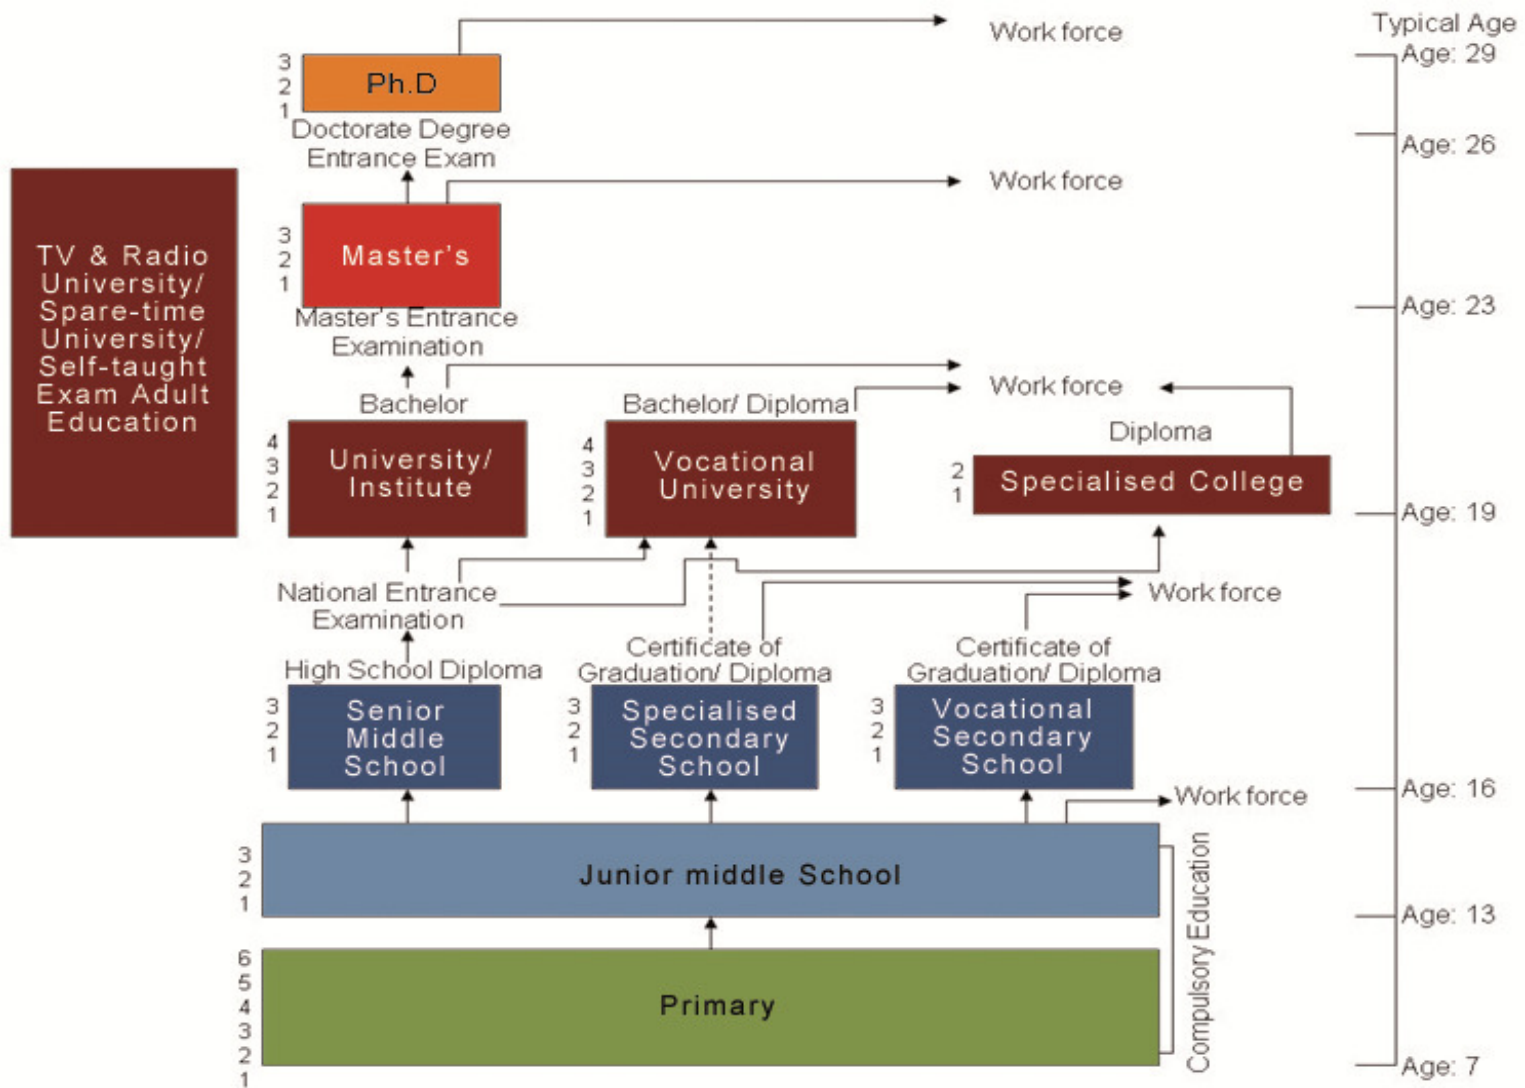 Typical Age
Work force
Age: 29
3
2
1
Ph.D
Doctorate Degree
Entrance Exam
Age: 26
Work force
TV & Radio
University/
Spare-time
University/
Self-taught
Exam Adult
Education
3
2
1
Master's
Age: 23
Master's Entrance
Examination
Work force
Bachelor
Bachelor/ Diploma
Diploma
4
3
2
1
University/
Institute
4
3
2
1
Vocational
University
2
1
Specialised College
Age: 19
National Entrance
Examination
Work force
High School Diploma
Certificate of
Graduation/ Diploma
Certificate of
Graduation/ Diploma
3
2
1
Senior
Middle
School
3
2
1
Specialised
Secondary
School
3
2
1
Vocational
Secondary
School
Age: 16
Work force
3
2
1
Junior middle School
Age: 13
Compulsory Education
6
5
4
3
2
1
Primary
Age: 7